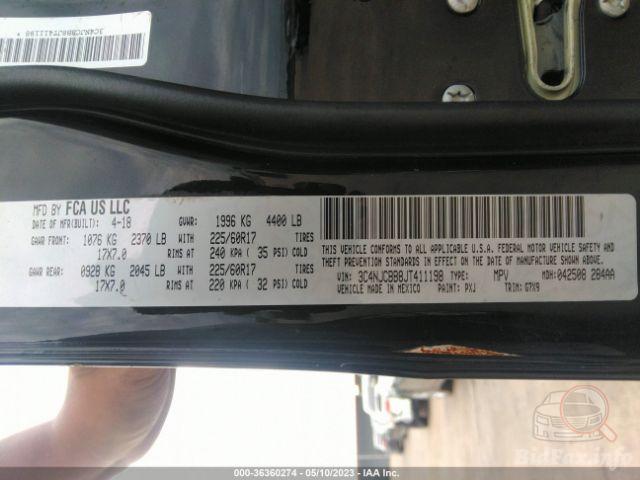 3C4NJCBB8JT411198 *
MFD BY FCA US LLC
DATE OF MFR(BUILT): 4-18 GVWR: 1996 KG 4400 LB
GAWR FRONT: 1076 KG 2370 LB WITH 225/60R17 TIRES
17X7.0 RIMS AT 240 KPA ( 35 PSI) COLD
GAWR REAR: 0928 KG 2045 LB WITH 225/60R17 TIRES
17X7.0 RIMS AT 220 KPA ( 32 PSI) COLD
THIS VEHICLE CONFORMS TO ALL APPLICABLE U.S.A. FEDERAL MOTOR VEHICLE SAFETY AND
THEFT PREVENTION STANDARDS IN EFFECT ON THE DATE OF MANUFACTURE SHOWN ABOVE.
VIN: 3C4NJCBB8JT411198 TYPE: MPV MDH: 042508 284AA
VEHICLE MADE IN MEXICO PAINT: PXJ TRIM: G7X9
BidFax.info
000-36360274 - 05/10/2023 - IAA Inc.